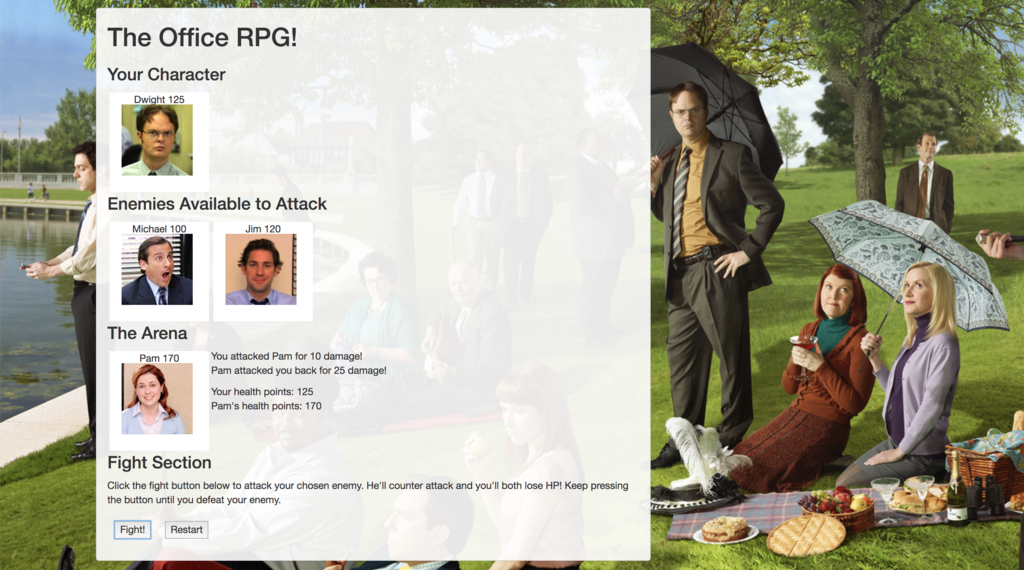 The Office RPG!
Your Character
Dwight 125
Enemies Available to Attack
Michael 100
Jim 120
The Arena
Pam 170
You attacked Pam for 10 damage!
Pam attacked you back for 25 damage!
Your health points: 125
Pam's health points: 170
Fight Section
Click the fight button below to attack your chosen enemy. He'll counter attack and you'll both lose HP! Keep pressing
the button until you defeat your enemy.
Fight!
Restart